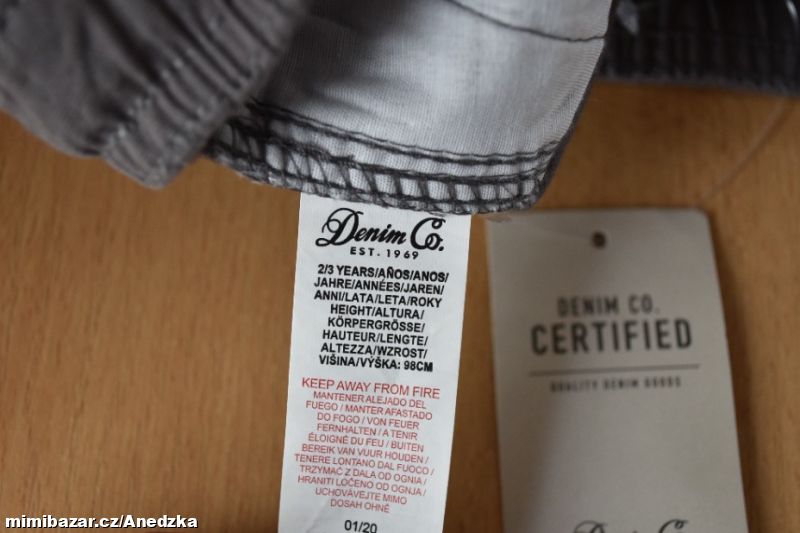 Denim Co.
EST. 1969
2/3 YEARS/AÑOS/ANOS/
JAHRE/ANNÉES/JAREN/
ANNI/LATA/LETA/ROKY
HEIGHT/ALTURA/
KÖRPERGRÖSSE/
HAUTEUR/LENGTE/
ALTEZZA/WZROST/
VIŠINA/VÝŠKA: 98CM
KEEP AWAY FROM FIRE
MANTENER ALEJADO DEL
FUEGO / MANTER AFASTADO
DO FOGO / VON FEUER
FERNHALTEN / A TENIR
ÉLOIGNÉ DU FEU / BUITEN
BEREIK VAN VUUR HOUDEN /
TENERE LONTANO DAL FUOCO /
TRZYMAĆ Z DALA OD OGNIA /
HRANITI LOČENO OD OGNJA /
UCHOVÁVEJTE MIMO
DOSAH OHNĚ
01/20
DENIM CO.
CERTIFIED
QUALITY DENIM GOODS
Denim Co.
mimibazar.cz/Anedzka